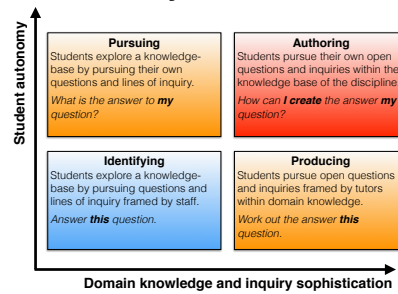 Student autonomy
Pursuing
Students explore a knowledge-
base by pursuing their own
questions and lines of inquiry.
What is the answer to my
question?
Authoring
Students pursue their own open
questions and inquiries within the
knowledge base of the discipline
How can I create the answer my
question?
Identifying
Students explore a knowledge-
base by pursuing questions and
lines of inquiry framed by staff.
Answer this question.
Producing
Students pursue open questions
and inquiries framed by tutors
within domain knowledge.
Work out the answer this
question.
Domain knowledge and inquiry sophistication